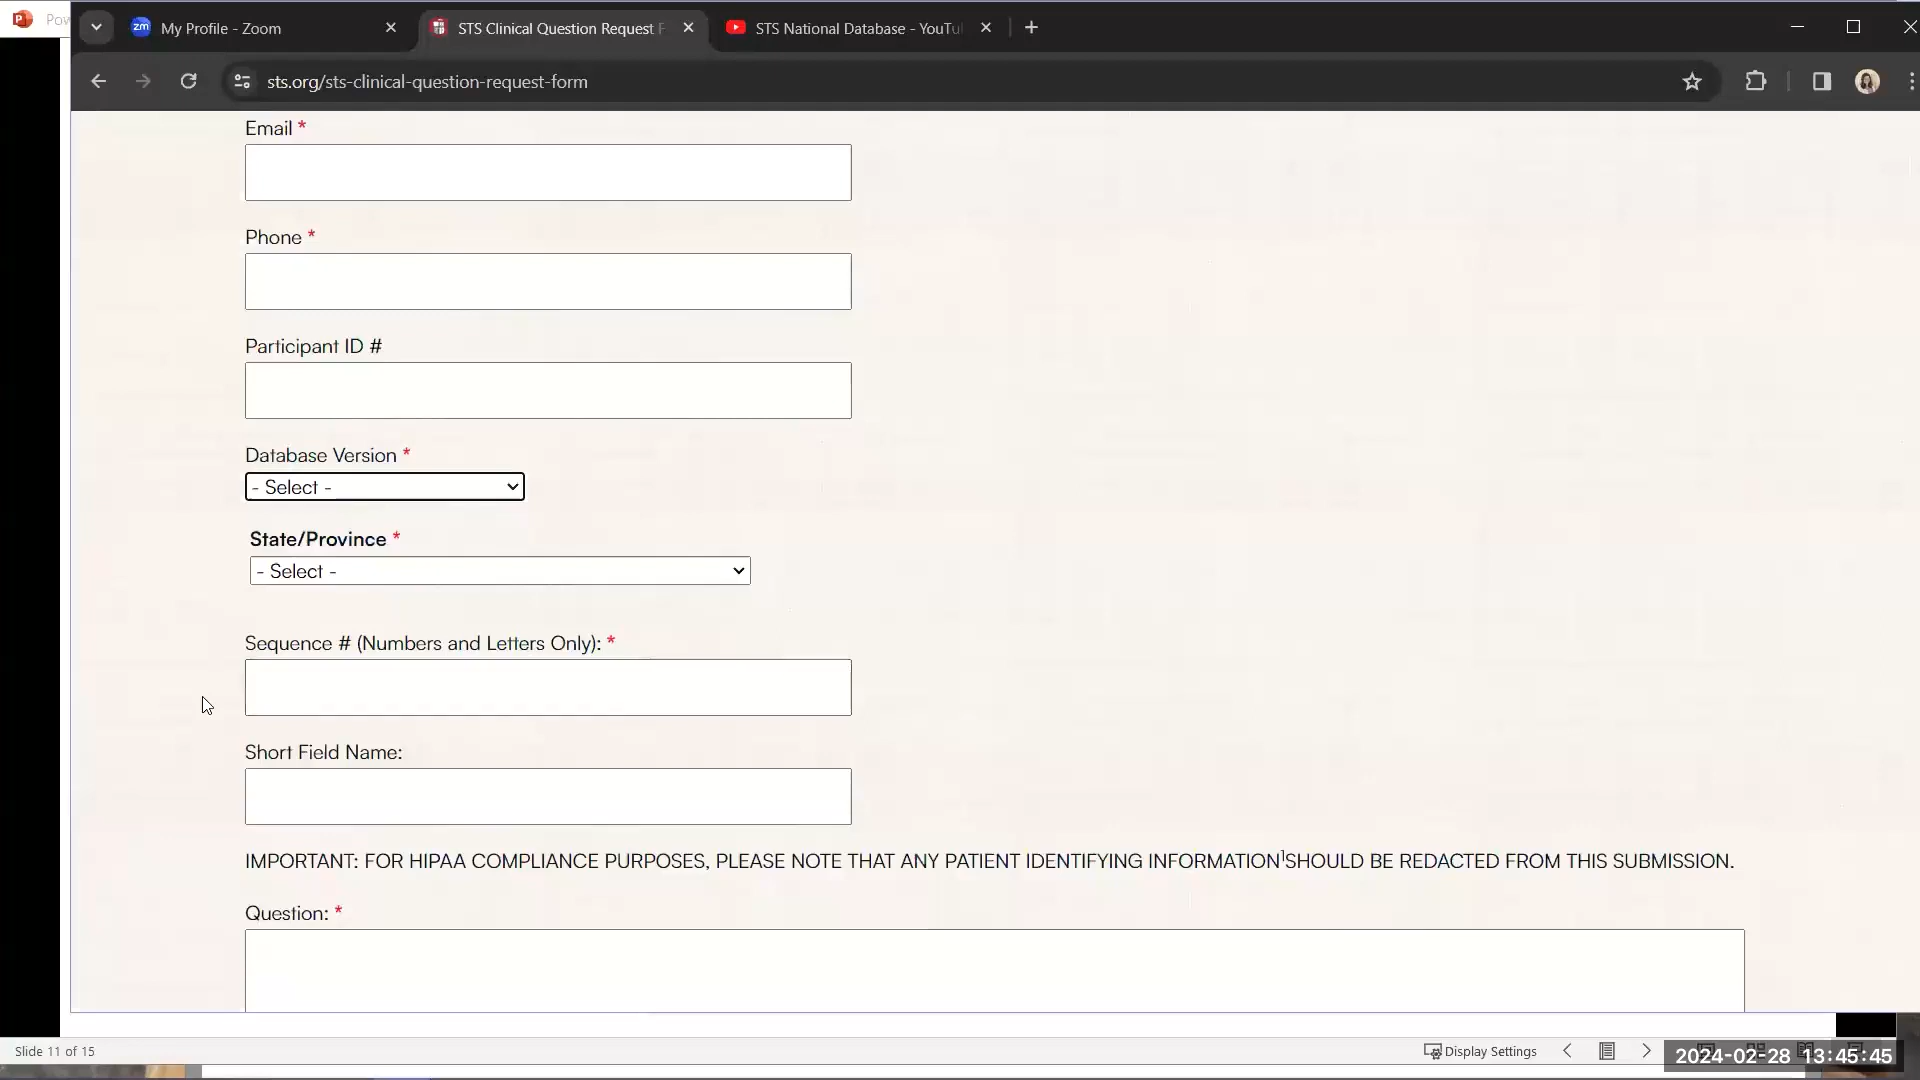 Pow
My Profile - Zoom
STS Clinical Question Request F
STS National Database - YouTu
sts.org/sts-clinical-question-request-form
Email *
Phone *
Participant ID #
Database Version *
- Select -
State/Province *
- Select -
Sequence # (Numbers and Letters Only): *
Short Field Name:
IMPORTANT: FOR HIPAA COMPLIANCE PURPOSES, PLEASE NOTE THAT ANY PATIENT IDENTIFYING INFORMATION¹SHOULD BE REDACTED FROM THIS SUBMISSION.
Question: *
Slide 11 of 15
Display Settings
2024-02-28 13:45:45